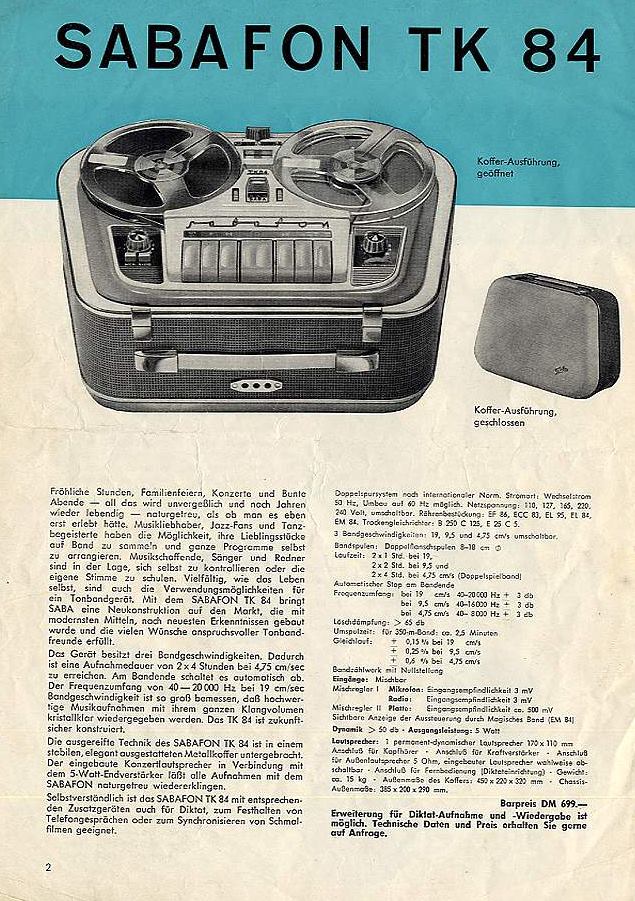 SABAFON TK 84
Koffer-Ausführung,
geöffnet
sabafon
TK84
Koffer-Ausführung,
geschlossen
Fröhliche Stunden, Familienfeiern, Konzerte und Bunte
Abende — all das wird unvergeßlich und nach Jahren
wieder lebendig — naturgetreu, als ob man es eben
erst erlebt hätte. Musikliebhaber, Jazz-Fans und Tanz-
begeisterte haben die Möglichkeit, ihre Lieblingsstücke
auf Band zu sammeln und ganze Programme selbst
zu arrangieren. Musikschaffende, Sänger und Redner
sind in der Lage, sich selbst zu kontrollieren oder die
eigene Stimme zu schulen. Vielfältig, wie das Leben
selbst, sind auch die Verwendungsmöglichkeiten für
ein Tonbandgerät. Mit dem SABAFON TK 84 bringt
SABA eine Neukonstruktion auf den Markt, die mit
modernsten Mitteln, nach neuesten Erkenntnissen gebaut
wurde und die vielen Wünsche anspruchsvoller Tonband-
freunde erfüllt.
Das Gerät besitzt drei Bandgeschwindigkeiten. Dadurch
ist eine Aufnahmedauer von 2 x 4 Stunden bei 4,75 cm/sec
zu erreichen. Am Bandende schaltet es automatisch ab.
Der Frequenzumfang von 40 — 20 000 Hz bei 19 cm/sec
Bandgeschwindigkeit ist so groß bemessen, daß hochwer-
tige Musikaufnahmen mit ihrem ganzen Klangvolumen
kristallklar wiedergegeben werden. Das TK 84 ist zukunft-
sicher konstruiert.
Die ausgereifte Technik des SABAFON TK 84 ist in einem
stabilen, elegant ausgestatteten Metallkoffer untergebracht.
Der eingebaute Konzertlautsprecher in Verbindung mit
dem 5-Watt-Endverstärker läßt alle Aufnahmen mit dem
SABAFON naturgetreu wiedererklingen.
Selbstverständlich ist das SABAFON TK 84 mit entsprechen-
den Zusatzgeräten auch für Diktat, zum Festhalten von
Telefongesprächen oder zum Synchronisieren von Schmal-
filmen geeignet.
Doppelspursystem nach internationaler Norm. Stromart: Wechselstrom
50 Hz, Umbau auf 60 Hz möglich. Netzspannung: 110, 127, 165, 220,
240 Volt, umschaltbar. Röhrenbestückung: EF 86, ECC 83, EL 95, EL 84,
EM 84. Trockengleichrichter: B 250 C 125, E 25 C 5.
3 Bandgeschwindigkeiten: 19, 9,5 und 4,75 cm/s umschaltbar.
Bandspulen: Doppelflanschspulen 8–18 cm ∅
Laufzeit: 2 x 1 Std. bei 19,
2 x 2 Std. bei 9,5 und
2 x 4 Std. bei 4,75 cm/s (Doppelspielband)
Automatischer Stop am Bandende
Frequenzumfang: bei 19 cm/s 40–20 000 Hz ± 3 db
bei 9,5 cm/s 40–16000 Hz ± 3 db
bei 4,75 cm/s 40– 8000 Hz ± 3 db
Löschdämpfung: > 65 db
Umspulzeit: für 350-m-Band: ca. 2,5 Minuten
Gleichlauf: ± 0,15 % bei 19 cm/s
± 0,25 % bei 9,5 cm/s
± 0,6 % bei 4,75 cm/s
Bandzählwerk mit Nullstellung
Eingänge: Mischbar
Mischregler I Mikrofon: Eingangsempfindlichkeit 3 mV
Radio: Eingangsempfindlichkeit 3 mV
Mischregler II Platte: Eingangsempfindlichkeit ca. 500 mV
Sichtbare Anzeige der Aussteuerung durch Magisches Band (EM 84)
Dynamik > 50 db · Ausgangsleistung: 5 Watt
Lautsprecher: 1 permanent-dynamischer Lautsprecher 170 x 110 mm
Anschluß für Kopfhörer · Anschluß für Kraftverstärker · Anschluß
für Außenlautsprecher 5 Ohm, eingebauter Lautsprecher wahlweise ab-
schaltbar · Anschluß für Fernbedienung (Diktateinrichtung) · Gewicht:
ca. 15 kg · Außenmaße des Koffers: 450 x 220 x 320 mm · Chassis-
Außenmaße: 385 x 200 x 290 mm.
Barpreis DM 699.—
Erweiterung für Diktat-Aufnahme und -Wiedergabe ist
möglich. Technische Daten und Preis erhalten Sie gerne
auf Anfrage.
2